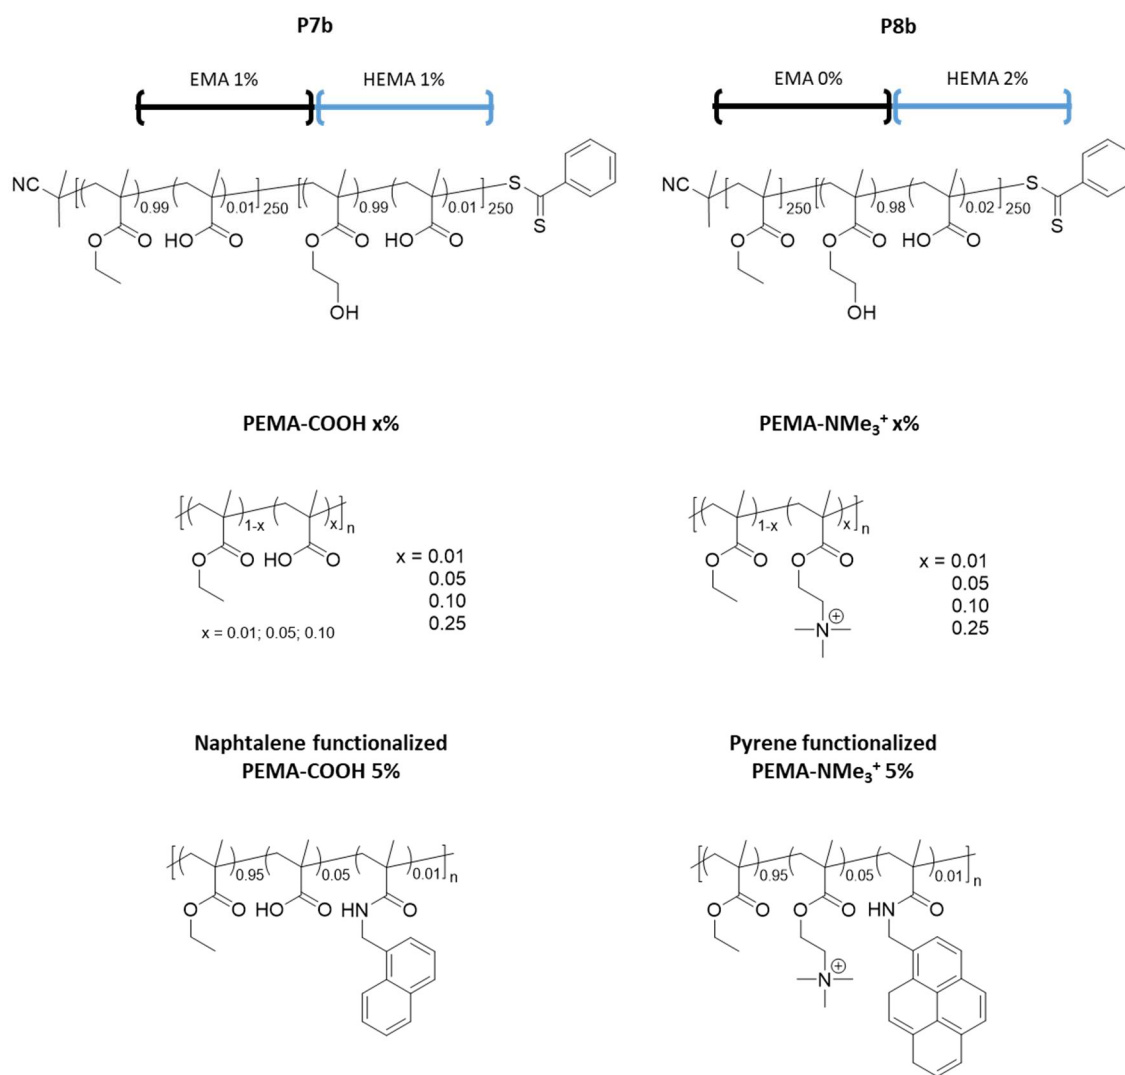 P7b
P8b
EMA 1%
HEMA 1%
EMA 0%
HEMA 2%
NC
0.99
0.01
250
0.99
0.01
250
S
S
O
O
HO
O
O
O
HO
O
OH
NC
250
0.98
0.02
250
S
S
O
O
O
O
HO
O
OH
PEMA-COOH x%
PEMA-NMe3+ x%
1-x
x
n
O
O
HO
O
x = 0.01
0.05
0.10
0.25
x = 0.01; 0.05; 0.10
1-x
x
n
O
O
O
O
N
+
x = 0.01
0.05
0.10
0.25
Naphtalene functionalized
PEMA-COOH 5%
Pyrene functionalized
PEMA-NMe3+ 5%
0.95
0.05
0.01
n
O
O
HO
O
HN
O
0.95
0.05
0.01
n
O
O
O
O
HN
O
N
+